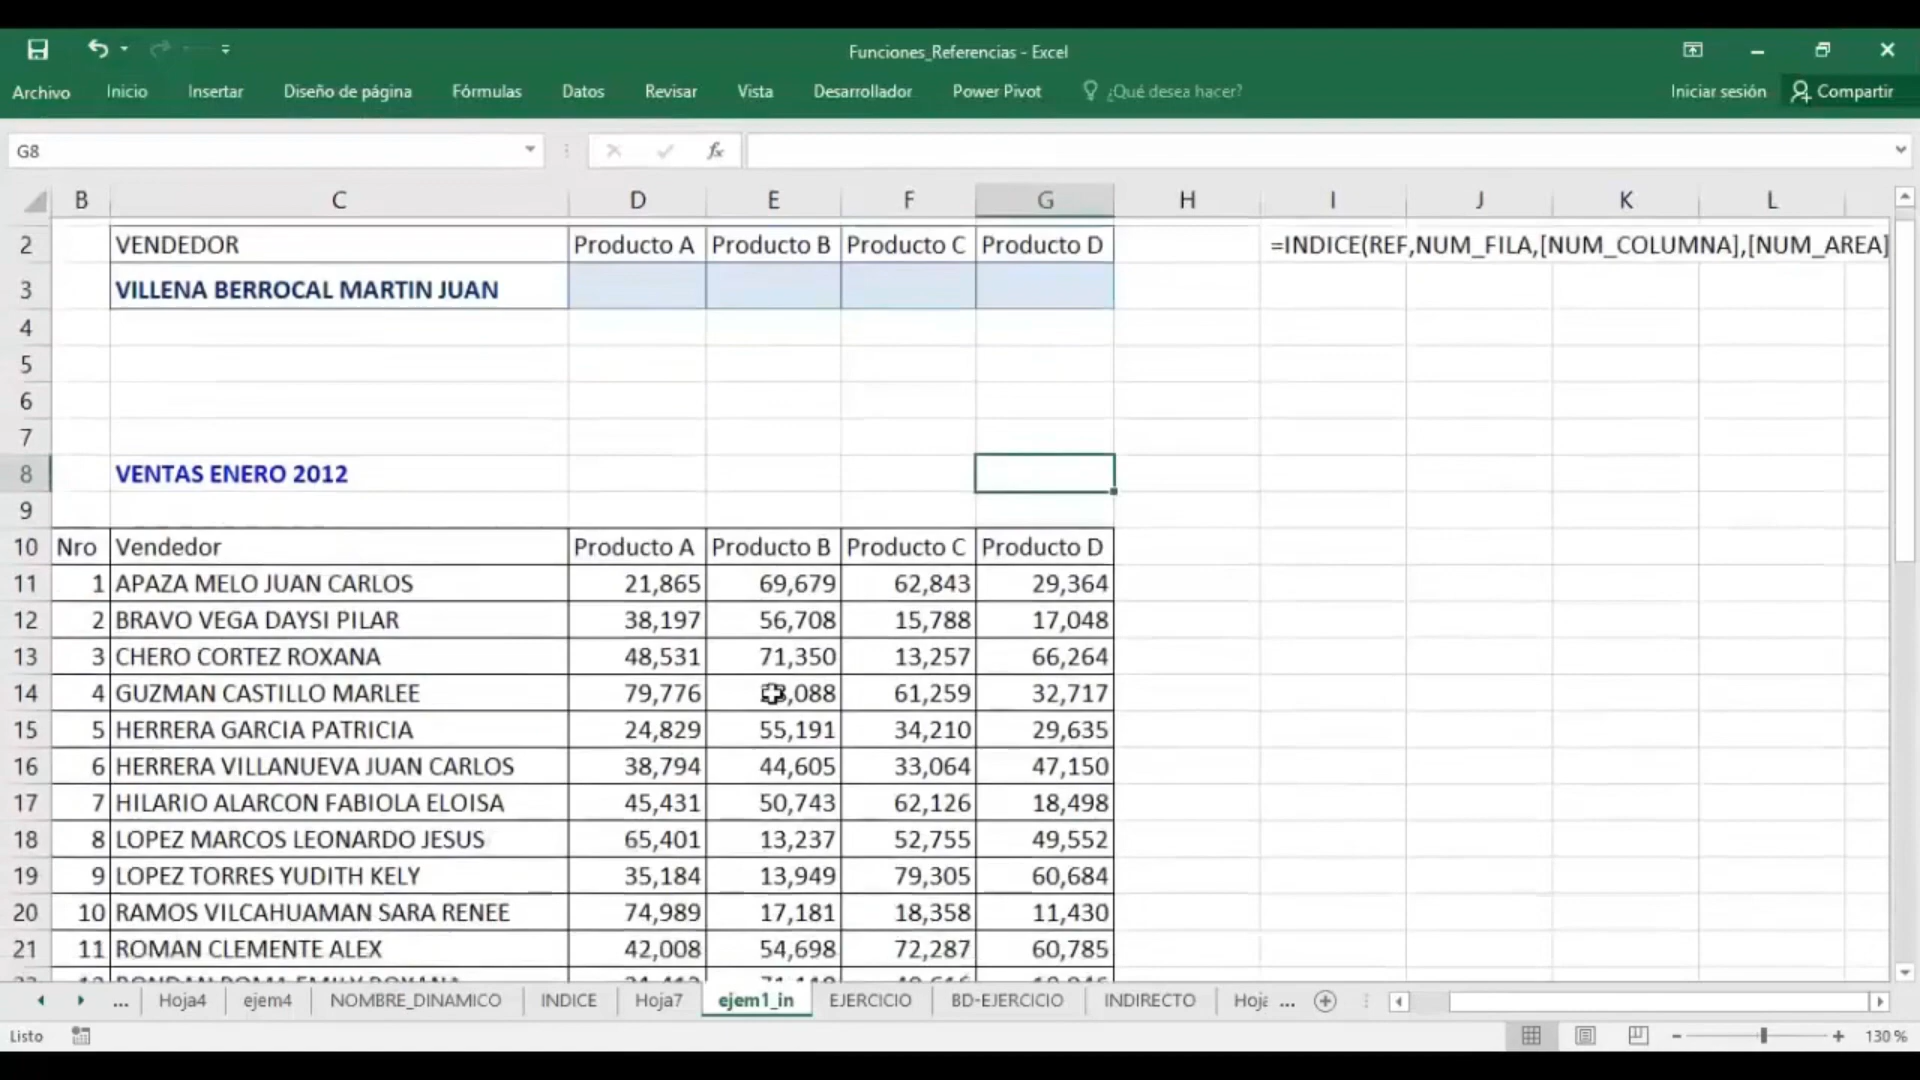 Funciones_Referencias - Excel
Archivo Inicio Insertar Diseño de página Fórmulas Datos Revisar Vista Desarrollador Power Pivot ¿Qué desea hacer? Iniciar sesión Compartir
G8 fx
B C D E F G H I J K L
2 VENDEDOR Producto A Producto B Producto C Producto D =INDICE(REF,NUM_FILA,[NUM_COLUMNA],[NUM_AREA]
3 VILLENA BERROCAL MARTIN JUAN
4
5
6
7
8 VENTAS ENERO 2012
9
10 Nro Vendedor Producto A Producto B Producto C Producto D
11 1 APAZA MELO JUAN CARLOS 21,865 69,679 62,843 29,364
12 2 BRAVO VEGA DAYSI PILAR 38,197 56,708 15,788 17,048
13 3 CHERO CORTEZ ROXANA 48,531 71,350 13,257 66,264
14 4 GUZMAN CASTILLO MARLEE 79,776 61,259 32,717
15 5 HERRERA GARCIA PATRICIA 24,829 55,191 34,210 29,635
16 6 HERRERA VILLANUEVA JUAN CARLOS 38,794 44,605 33,064 47,150
17 7 HILARIO ALARCON FABIOLA ELOISA 45,431 50,743 62,126 18,498
18 8 LOPEZ MARCOS LEONARDO JESUS 65,401 13,237 52,755 49,552
19 9 LOPEZ TORRES YUDITH KELY 35,184 13,949 79,305 60,684
20 10 RAMOS VILCAHUAMAN SARA RENEE 74,989 17,181 18,358 11,430
21 11 ROMAN CLEMENTE ALEX 42,008 54,698 72,287 60,785
... Hoja4 ejem4 NOMBRE_DINAMICO INDICE Hoja7 ejem1_in EJERCICIO BD-EJERCICIO INDIRECTO Hoja ...
Listo 130 %